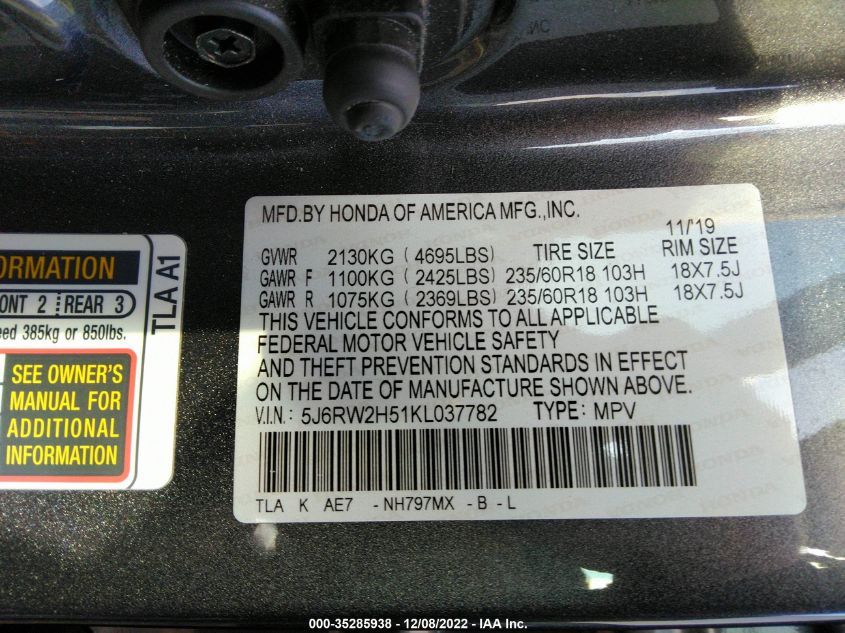 MFD.BY HONDA OF AMERICA MFG.,INC.
11/'19
GVWR 2130KG ( 4695LBS) TIRE SIZE RIM SIZE
GAWR F 1100KG ( 2425LBS) 235/60R18 103H 18X7.5J
GAWR R 1075KG ( 2369LBS) 235/60R18 103H 18X7.5J
THIS VEHICLE CONFORMS TO ALL APPLICABLE
FEDERAL MOTOR VEHICLE SAFETY
AND THEFT PREVENTION STANDARDS IN EFFECT
ON THE DATE OF MANUFACTURE SHOWN ABOVE.
V.I.N.: 5J6RW2H51KL037782 TYPE: MPV
TLA K AE7 -NH797MX -B -L
TLA A1
2 REAR 3
385kg or 850lbs.
SEE OWNER'S
MANUAL FOR
ADDITIONAL
INFORMATION
000-35285938 - 12/08/2022 - IAA Inc.